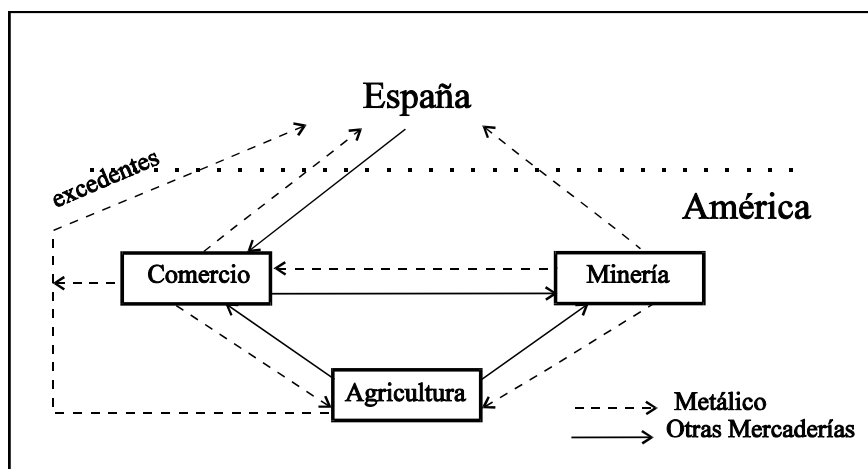 España
excedentes
América
Comercio
Minería
Agricultura
Metálico
Otras Mercaderías